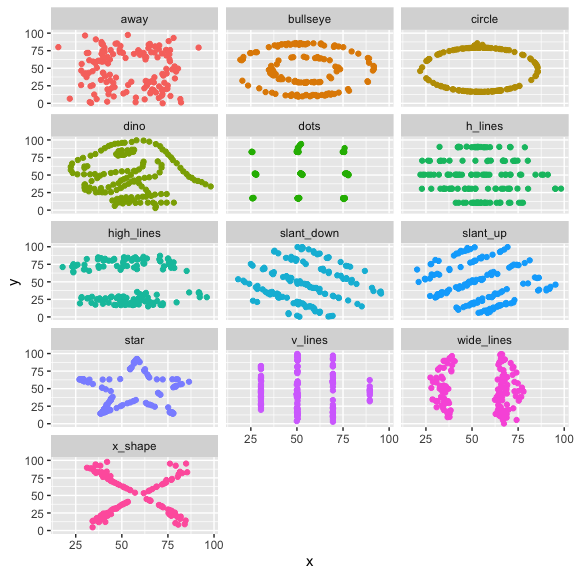 away bullseye circle
100
75
50
25
0
dino dots h_lines
100
75
50
25
0
high_lines slant_down slant_up
100
75
50
25
0
star v_lines wide_lines
100
75
50
25
0
25 50 75 100 25 50 75 100
x_shape
100
75
50
25
0
25 50 75 100
x
y